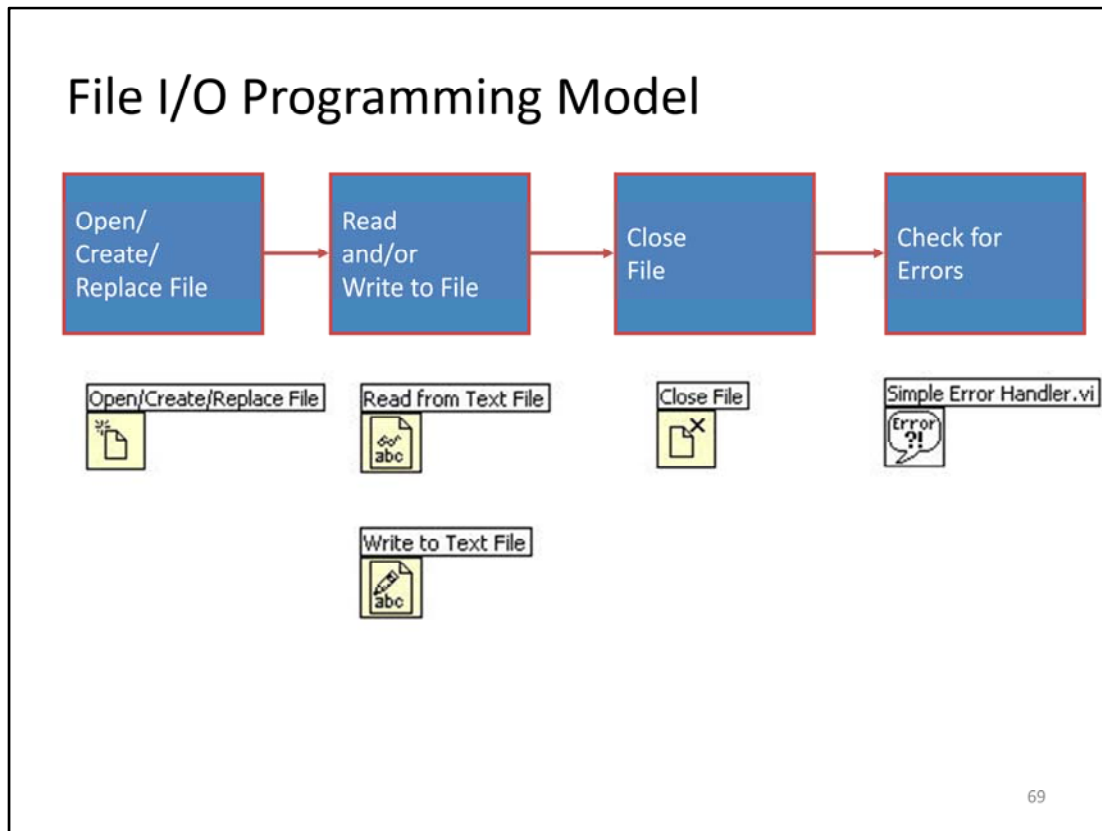 File I/O Programming Model
Open/
Create/
Replace File
Read
and/or
Write to File
Close
File
Check for
Errors
Open/Create/Replace File
Read from Text File
abc
Close File
Simple Error Handler.vi
Error
?!
Write to Text File
abc
69